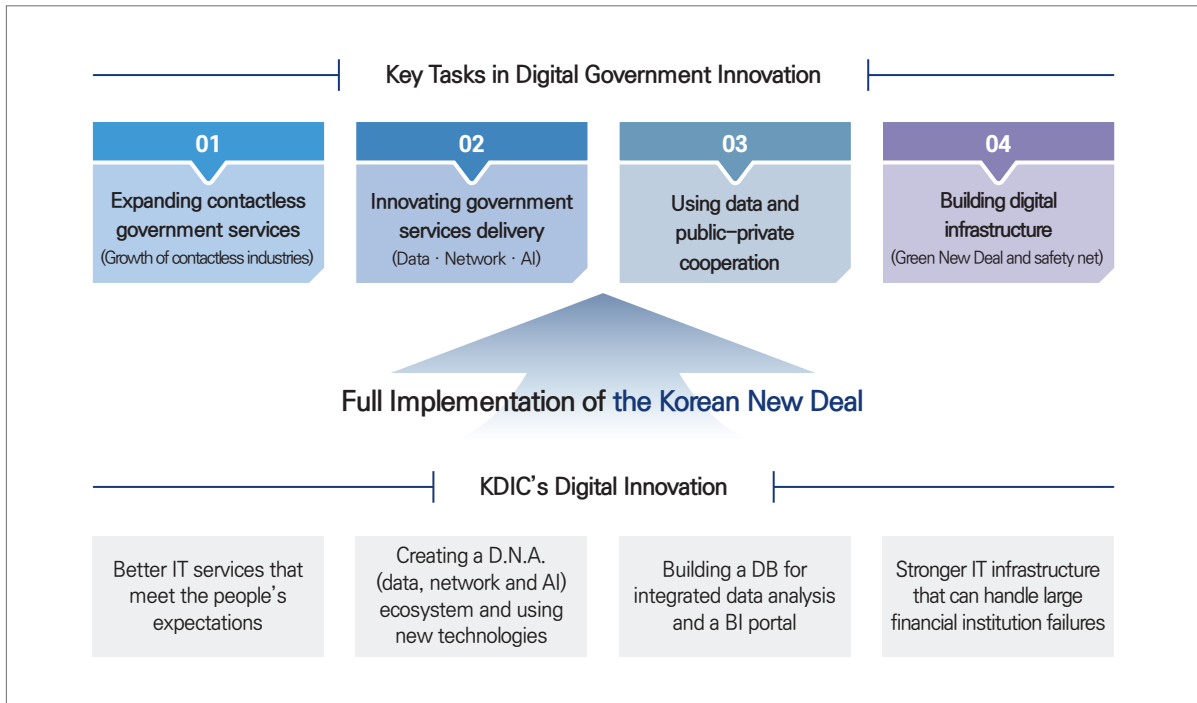 Key Tasks in Digital Government Innovation
01
Expanding contactless
government services
(Growth of contactless industries)
02
Innovating government
services delivery
(Data · Network · AI)
03
Using data and
public-private
cooperation
04
Building digital
infrastructure
(Green New Deal and safety net)
Full Implementation of the Korean New Deal
KDIC's Digital Innovation
Better IT services that
meet the people's
expectations
Creating a D.N.A.
(data, network and AI)
ecosystem and using
new technologies
Building a DB for
integrated data analysis
and a BI portal
Stronger IT infrastructure
that can handle large
financial institution failures